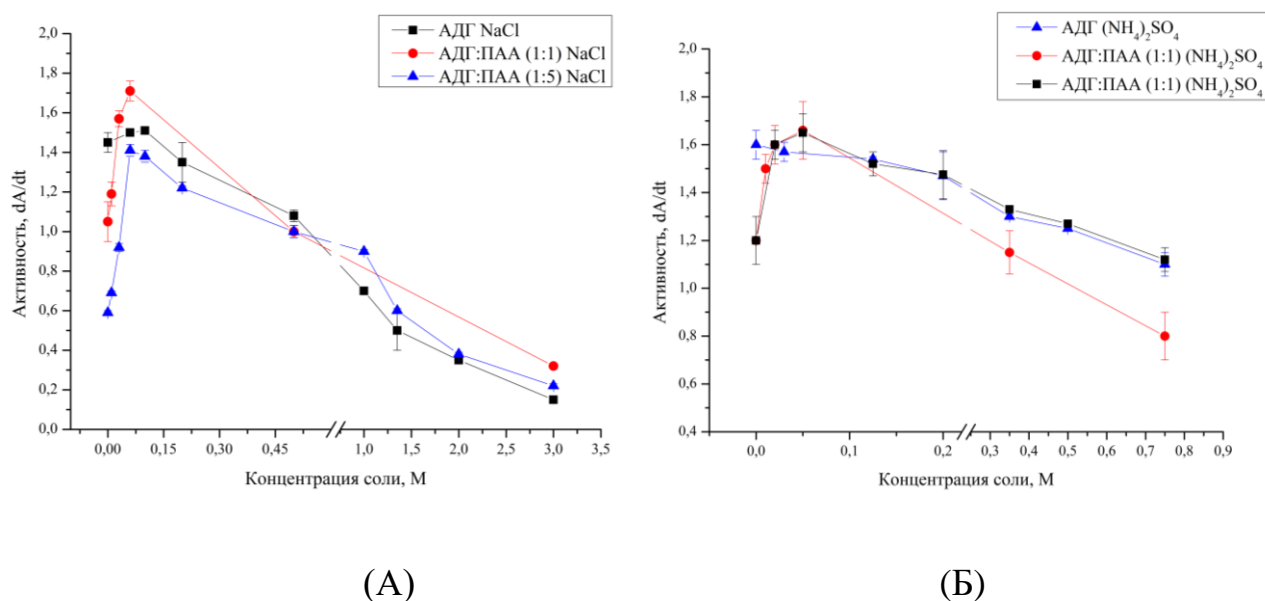 АДГ NaCl
АДГ:ПАА (1:1) NaCl
АДГ:ПАА (1:5) NaCl
2,0
1,8
1,6
1,4
1,2
1,0
0,8
0,6
0,4
0,2
0,0
Активность, dA/dt
0,00 0,15 0,30 0,45 1,0 1,5 2,0 2,5 3,0 3,5
Концентрация соли, М
(А)
АДГ (NH₄)₂SO₄
АДГ:ПАА (1:1) (NH₄)₂SO₄
АДГ:ПАА (1:1) (NH₄)₂SO₄
2,0
1,8
1,6
1,4
1,2
1,0
0,8
0,6
0,4
Активность, dA/dt
0,0 0,1 0,2 0,3 0,4 0,5 0,6 0,7 0,8 0,9
Концентрация соли, М
(Б)